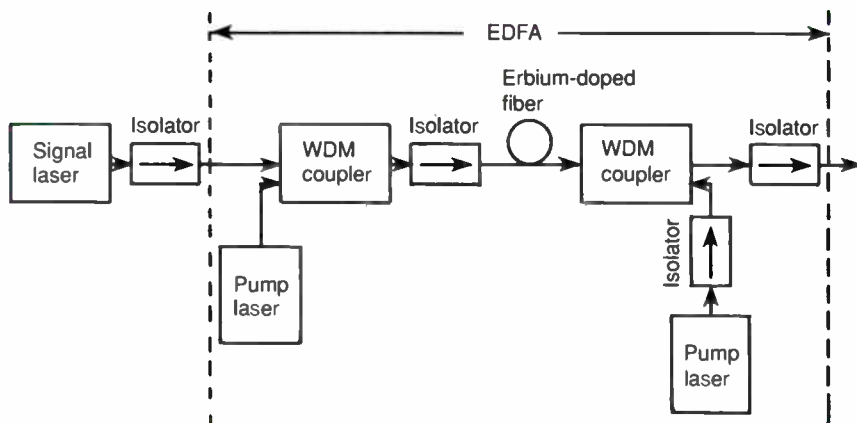 EDFA
Erbium-doped
fiber
Isolator
Isolator
Isolator
Signal
laser
WDM
coupler
WDM
coupler
Isolator
Pump
laser
Pump
laser